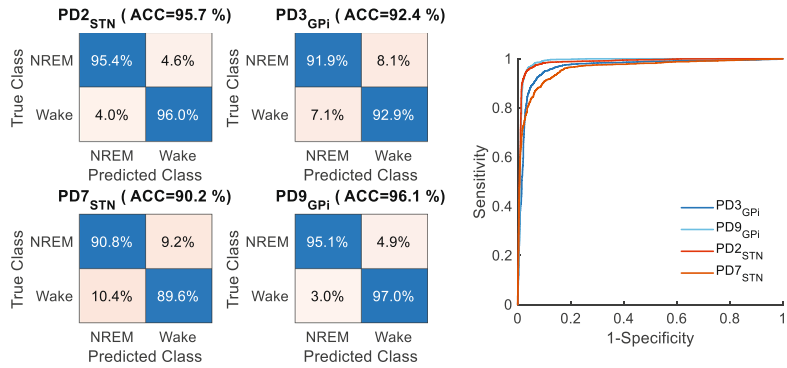 PD2STN ( ACC=95.7 %)
True Class
NREM
95.4%
4.6%
Wake
4.0%
96.0%
NREM
Wake
Predicted Class
PD3GPi ( ACC=92.4 %)
True Class
NREM
91.9%
8.1%
Wake
7.1%
92.9%
NREM
Wake
Predicted Class
PD7STN ( ACC=90.2 %)
True Class
NREM
90.8%
9.2%
Wake
10.4%
89.6%
NREM
Wake
Predicted Class
PD9GPi ( ACC=96.1 %)
True Class
NREM
95.1%
4.9%
Wake
3.0%
97.0%
NREM
Wake
Predicted Class
Sensitivity
1
0.8
0.6
0.4
0.2
0
0
0.2
0.4
0.6
0.8
1
1-Specificity
PD3GPi
PD9GPi
PD2STN
PD7STN